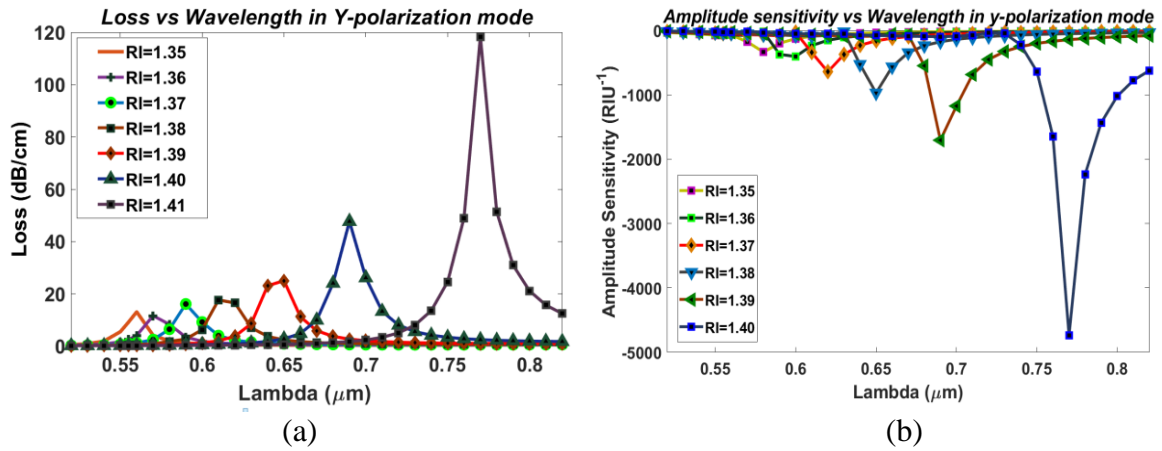 Loss vs Wavelength in Y-polarization mode
120
100
80
60
40
20
0
Loss (dB/cm)
RI=1.35
RI=1.36
RI=1.37
RI=1.38
RI=1.39
RI=1.40
RI=1.41
0.55 0.6 0.65 0.7 0.75 0.8
Lambda (μm)
(a)
Amplitude sensitivity vs Wavelength in y-polarization mode
0
-1000
-2000
-3000
-4000
-5000
Amplitude Sensitivity (RIU⁻¹)
RI=1.35
RI=1.36
RI=1.37
RI=1.38
RI=1.39
RI=1.40
0.55 0.6 0.65 0.7 0.75 0.8
Lambda (μm)
(b)